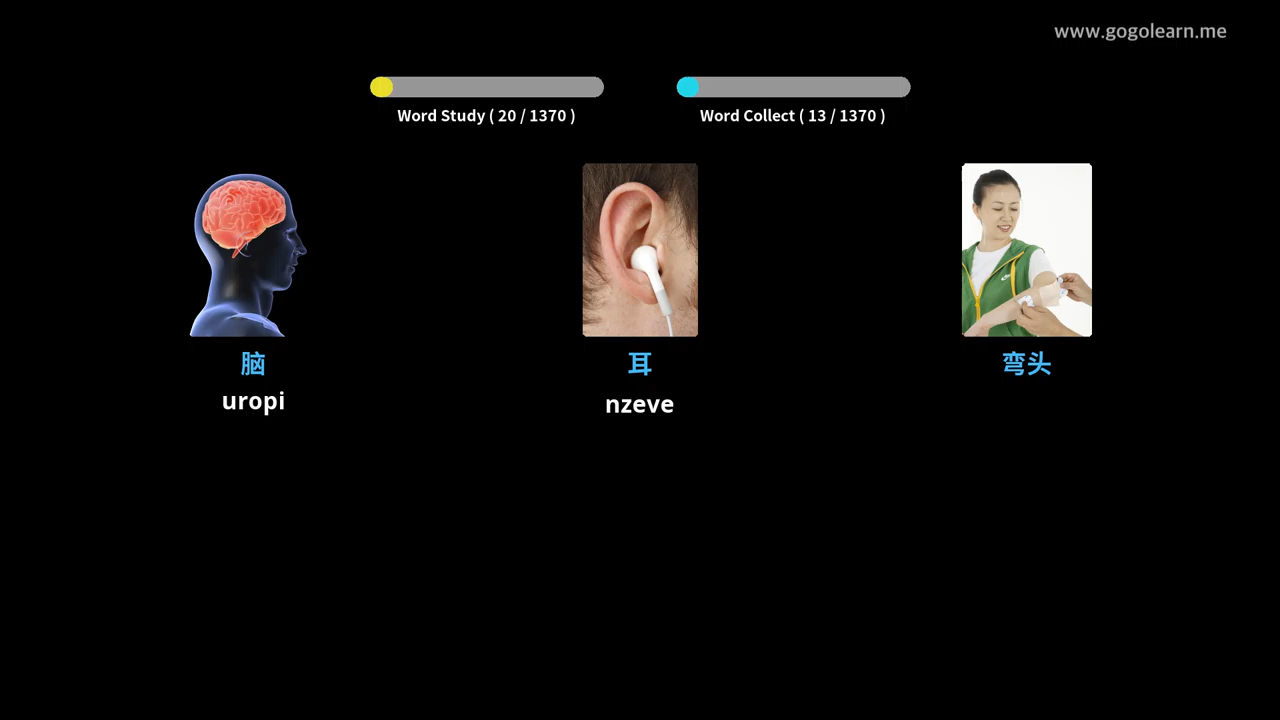 www.gogolearn.me
Word Study ( 20 / 1370 )
Word Collect ( 13 / 1370 )
脑
耳
弯头
uropi
nzeve